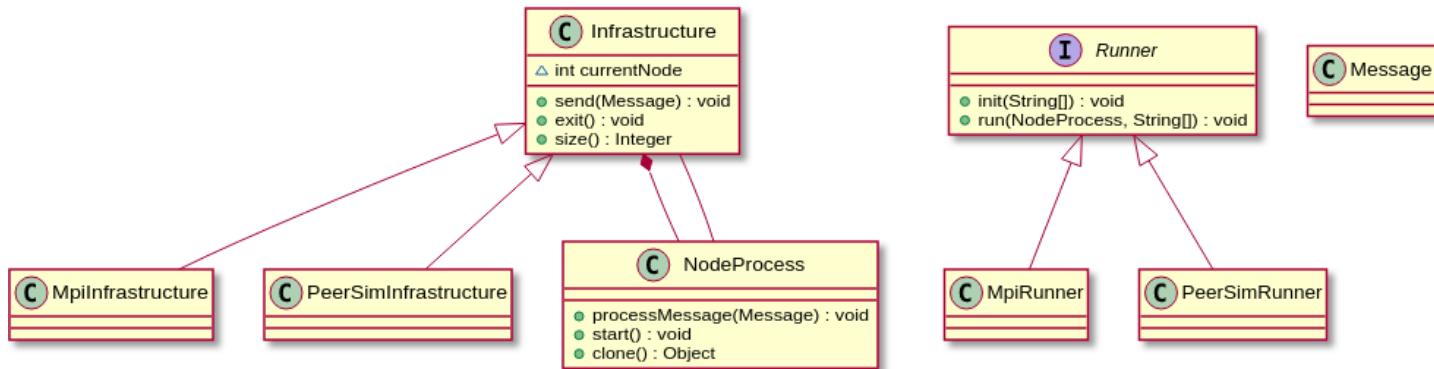 C Infrastructure
int currentNode
send(Message) : void
exit() : void
size() : Integer
I Runner
init(String[]) : void
run(NodeProcess, String[]) : void
C Message
C MpiInfrastructure
C PeerSimInfrastructure
C NodeProcess
processMessage(Message) : void
start() : void
clone() : Object
C MpiRunner
C PeerSimRunner